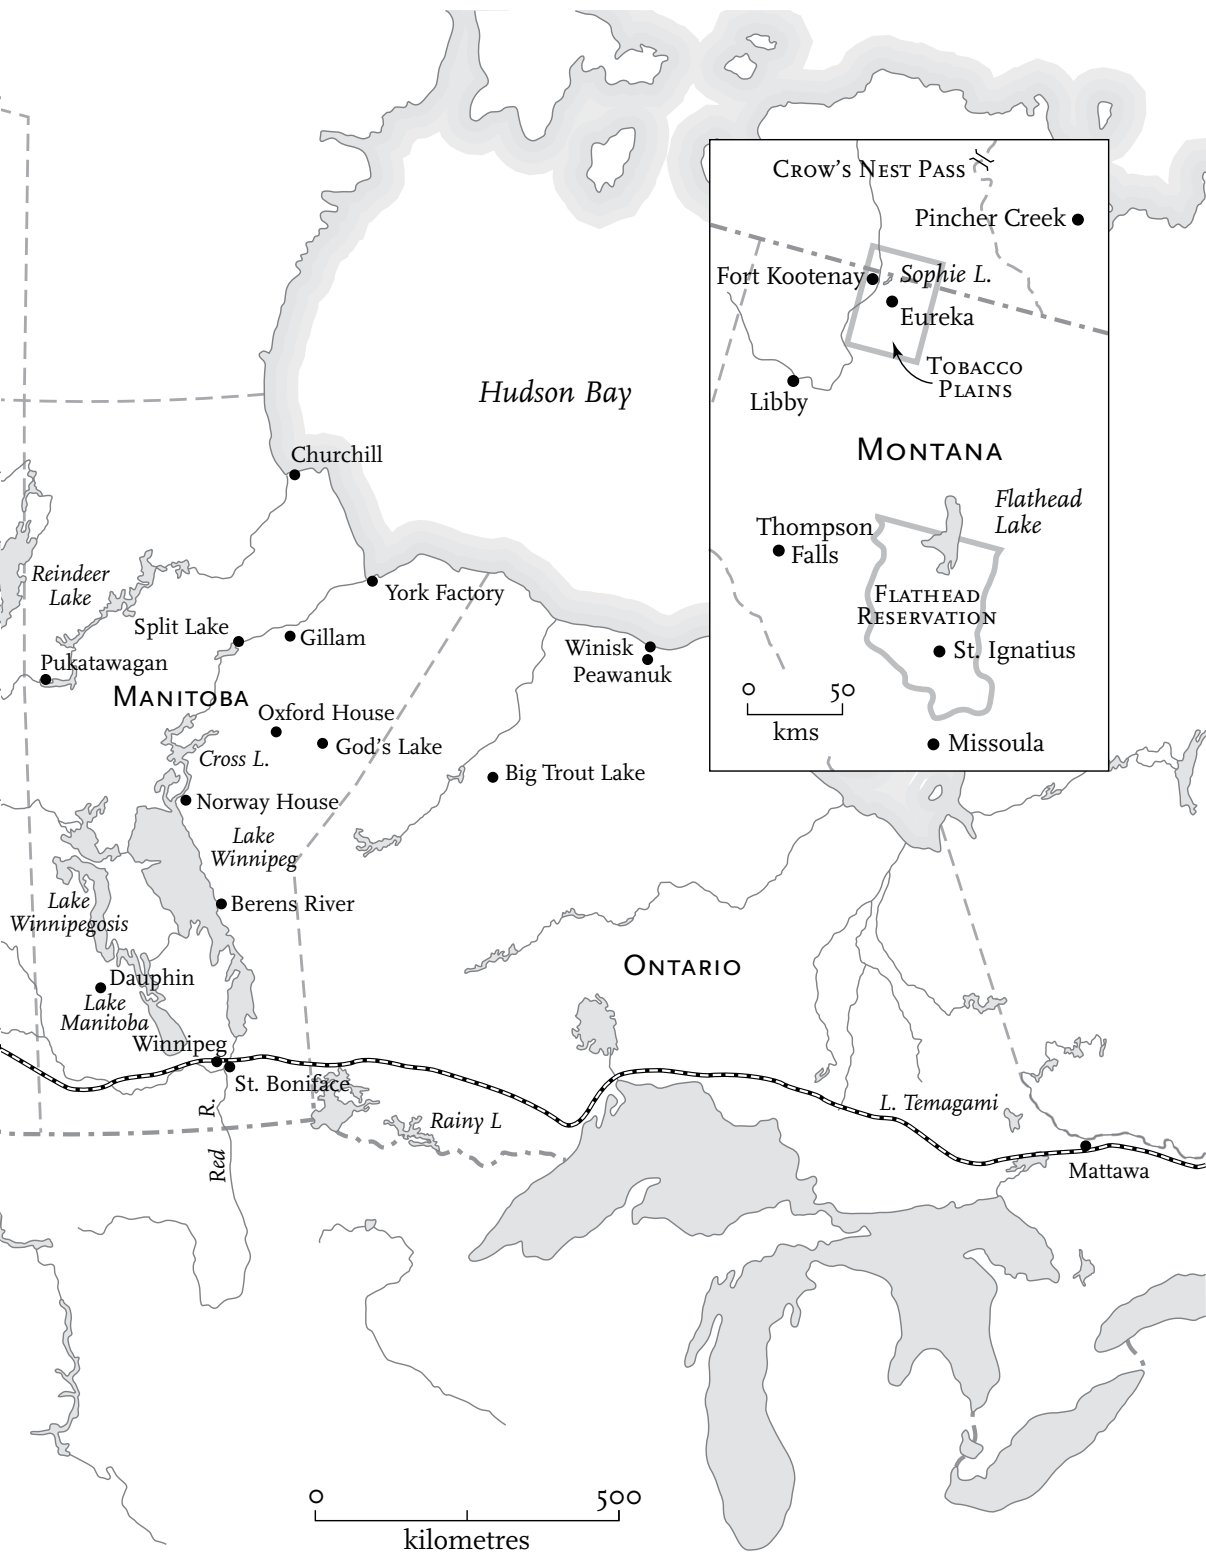 CROW'S NEST PASS
Pincher Creek
Fort Kootenay
Sophie L.
Eureka
TOBACCO
PLAINS
Libby
MONTANA
Flathead
Lake
Thompson
Falls
FLATHEAD
RESERVATION
St. Ignatius
0 50
kms
Missoula
Hudson Bay
Churchill
Reindeer
Lake
York Factory
Split Lake
Gillam
Winisk
Peawanuk
Pukatawagan
MANITOBA
Oxford House
God's Lake
Cross L.
Big Trout Lake
Norway House
Lake
Winnipeg
Lake
Winnipegosis
Berens River
ONTARIO
Dauphin
Lake
Manitoba
Winnipeg
St. Boniface
Red R.
Rainy L
L. Temagami
Mattawa
0 500
kilometres